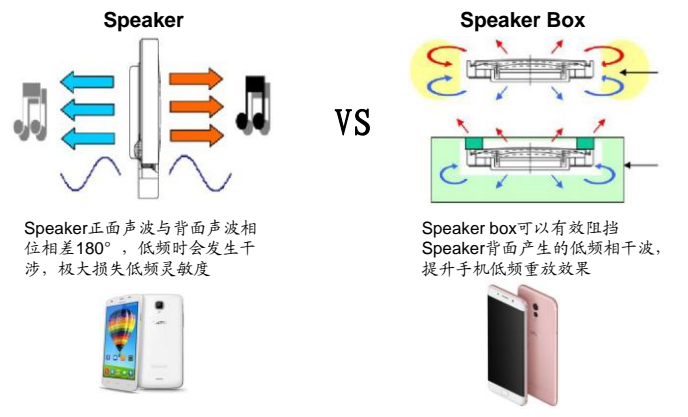 Speaker
Speaker Box
VS
Speaker正面声波与背面声波相
位相差180°，低频时会发生干
涉，极大损失低频灵敏度
Speaker box可以有效阻挡
Speaker背面产生的低频相干波，
提升手机低频重放效果